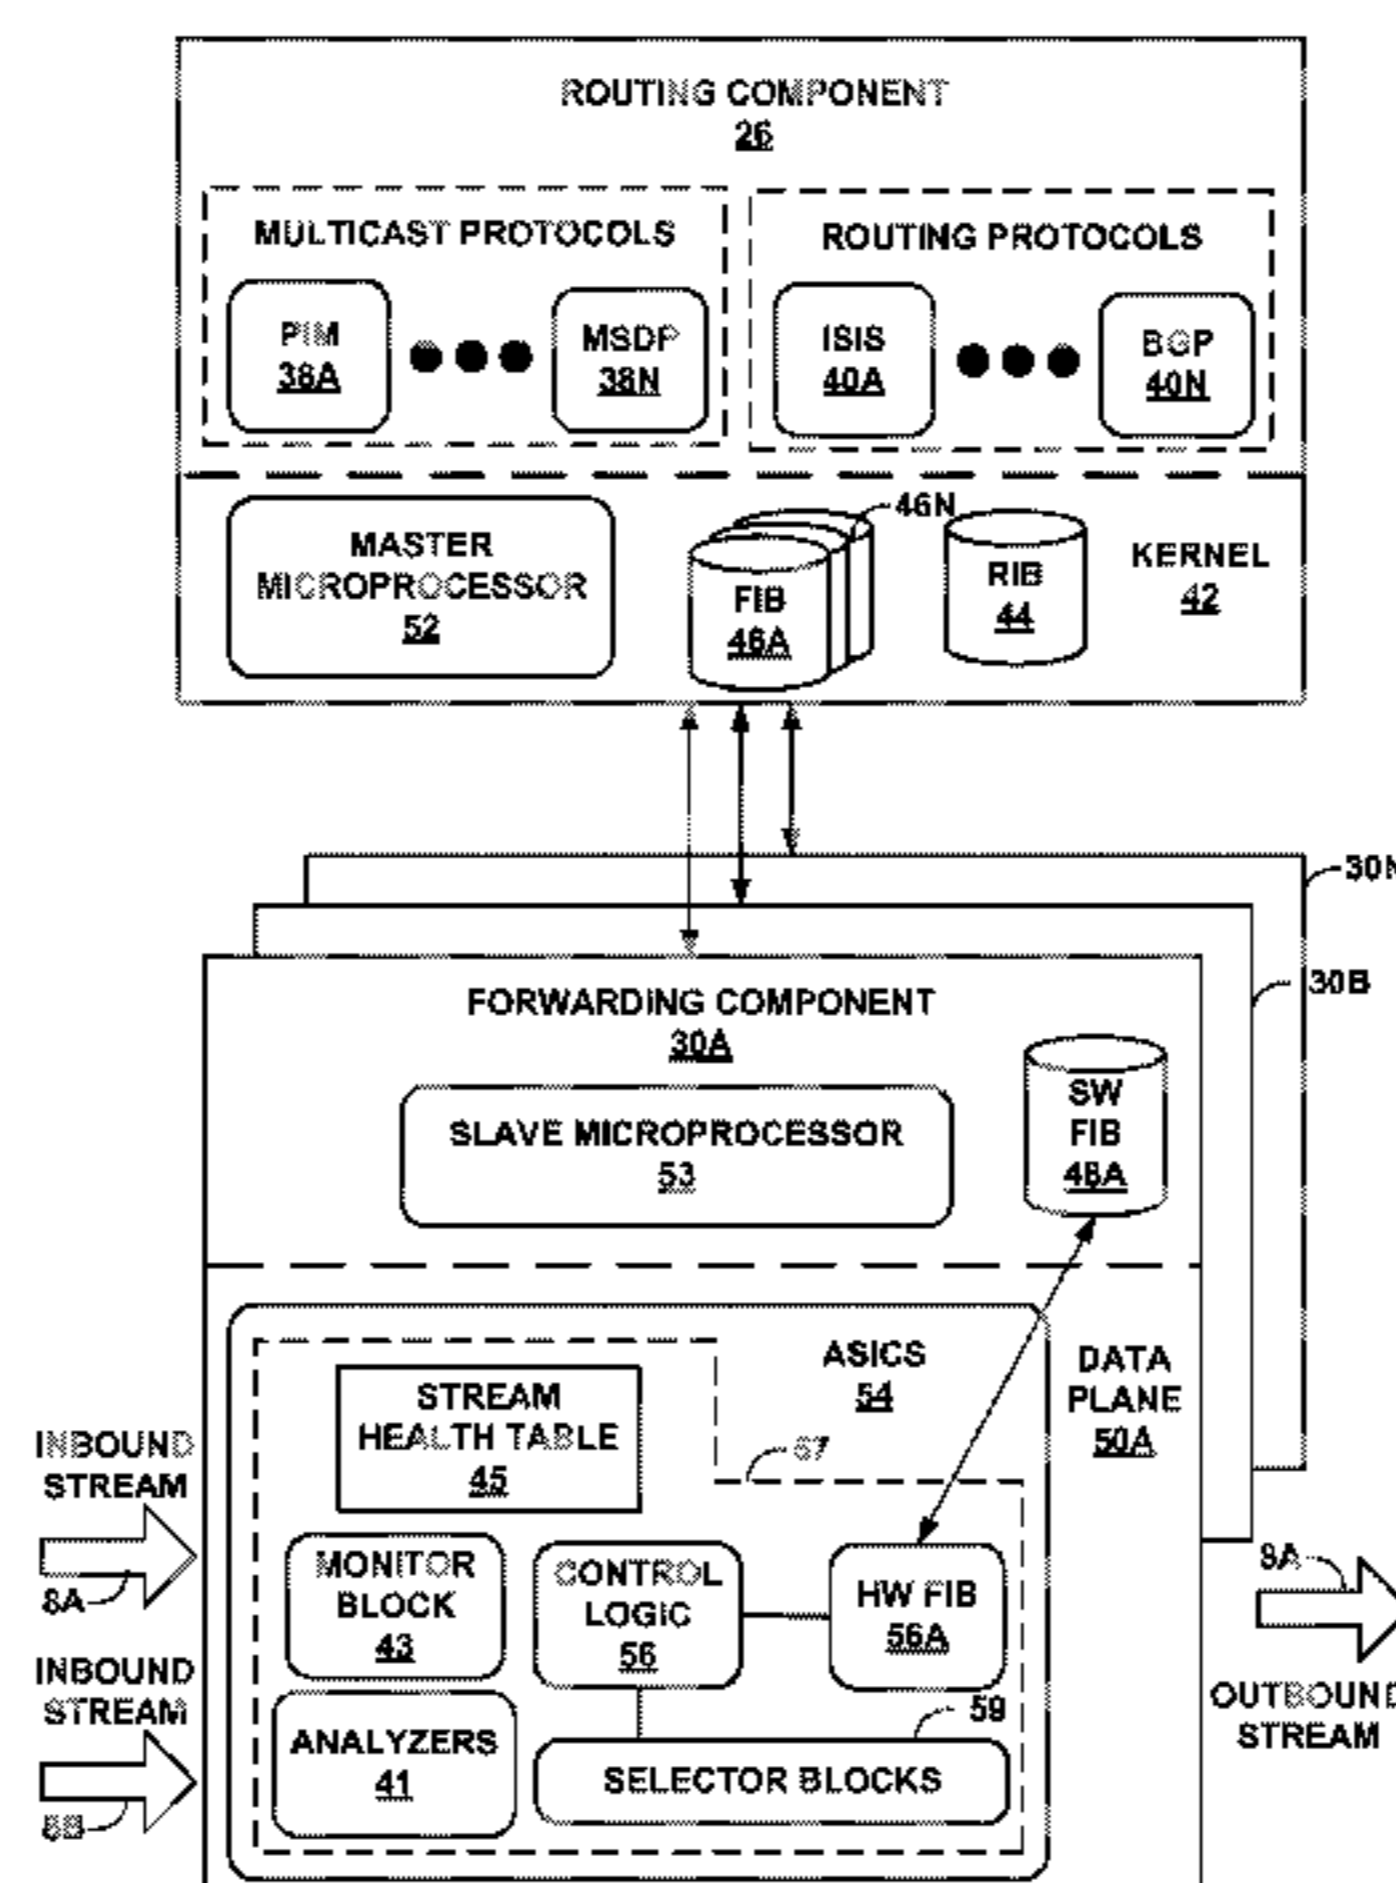 ROUTING COMPONENT
26
MULTICAST PROTOCOLS
PIM
38A
MSDP
38N
ROUTING PROTOCOLS
ISIS
40A
BGP
40N
MASTER
MICROPROCESSOR
52
46N
FIB
46A
RIB
44
KERNEL
42
30N
30B
FORWARDING COMPONENT
30A
SLAVE MICROPROCESSOR
53
SW
FIB
48A
ASICS
54
DATA
PLANE
50A
STREAM
HEALTH TABLE
45
57
INBOUND
STREAM
8A
MONITOR
BLOCK
43
CONTROL
LOGIC
56
HW FIB
56A
8A
OUTBOUND
STREAM
INBOUND
STREAM
8B
ANALYZERS
41
59
SELECTOR BLOCKS